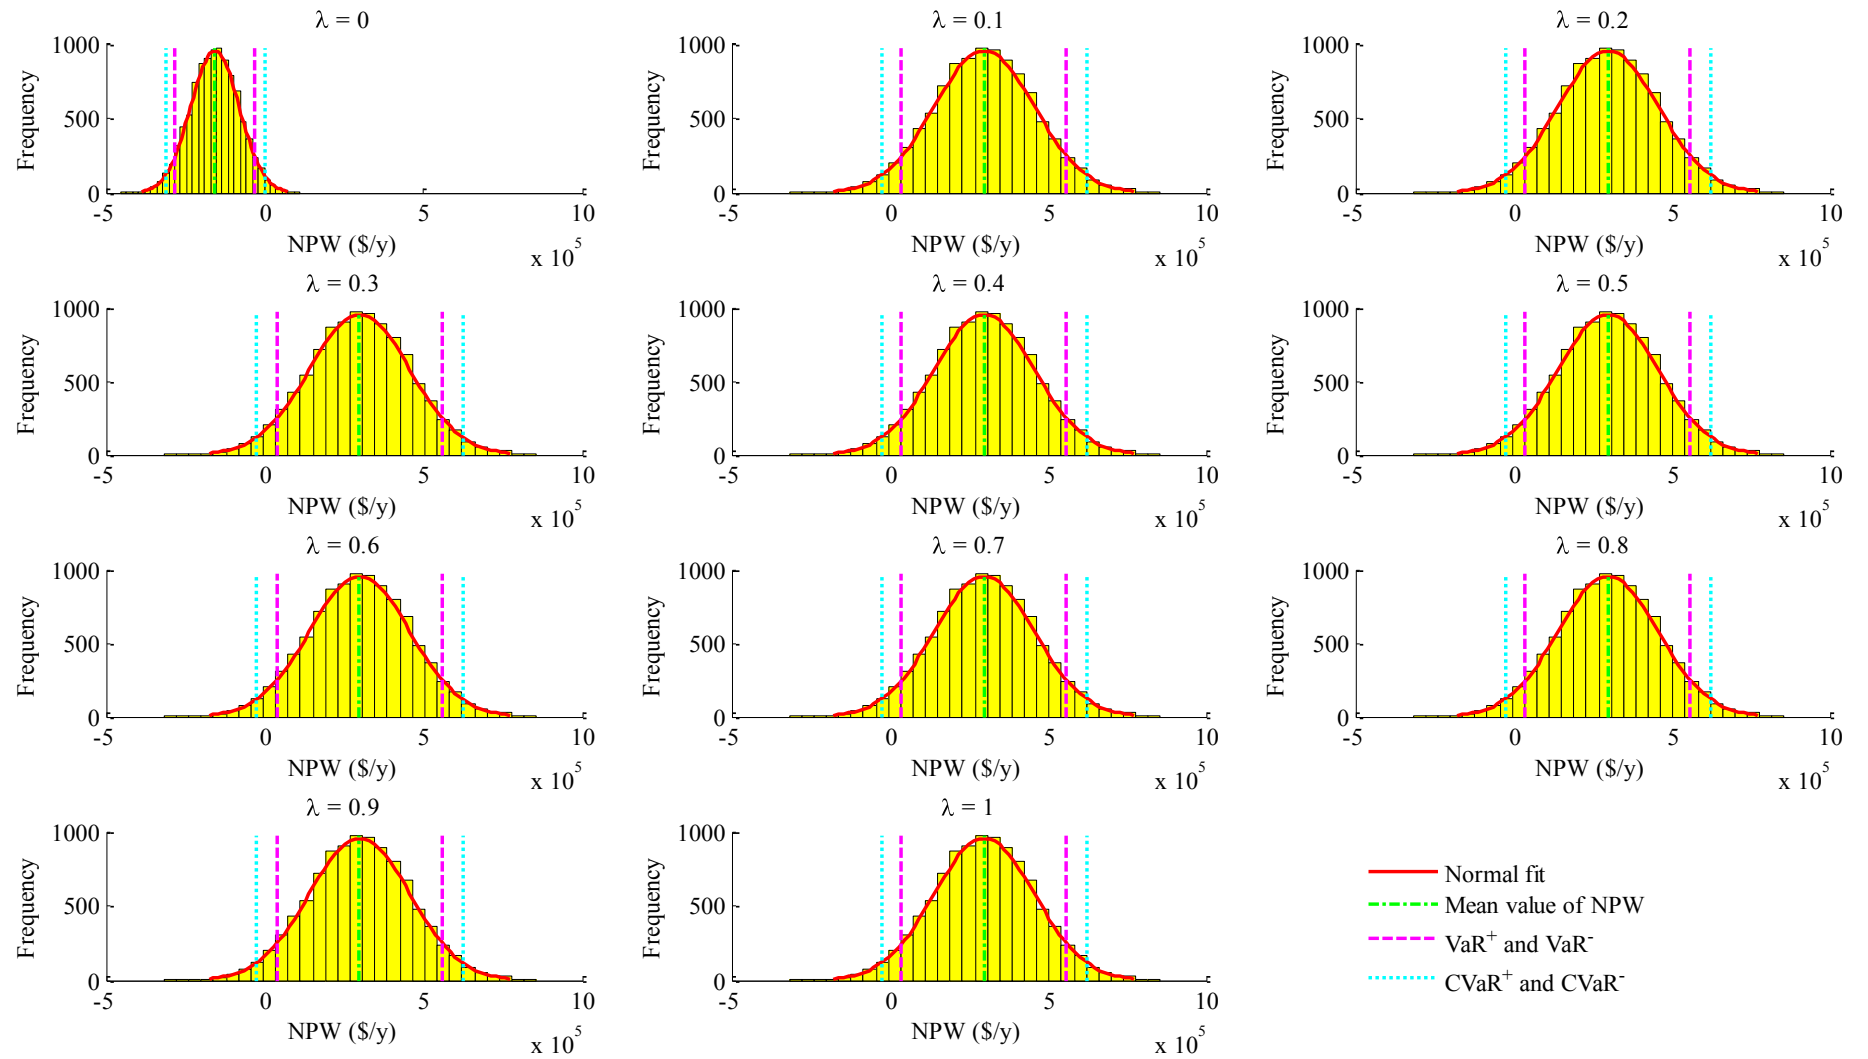 λ = 0
1000
500
0
Frequency
-5 0 5 10
NPW ($/y)
x 10^5
λ = 0.1
1000
500
0
Frequency
-5 0 5 10
NPW ($/y)
x 10^5
λ = 0.2
1000
500
0
Frequency
-5 0 5 10
NPW ($/y)
x 10^5
λ = 0.3
1000
500
0
Frequency
-5 0 5 10
NPW ($/y)
x 10^5
λ = 0.4
1000
500
0
Frequency
-5 0 5 10
NPW ($/y)
x 10^5
λ = 0.5
1000
500
0
Frequency
-5 0 5 10
NPW ($/y)
x 10^5
λ = 0.6
1000
500
0
Frequency
-5 0 5 10
NPW ($/y)
x 10^5
λ = 0.7
1000
500
0
Frequency
-5 0 5 10
NPW ($/y)
x 10^5
λ = 0.8
1000
500
0
Frequency
-5 0 5 10
NPW ($/y)
x 10^5
λ = 0.9
1000
500
0
Frequency
-5 0 5 10
NPW ($/y)
x 10^5
λ = 1
1000
500
0
Frequency
-5 0 5 10
NPW ($/y)
x 10^5
Normal fit
Mean value of NPW
VaR^+ and VaR^-
CVaR^+ and CVaR^-